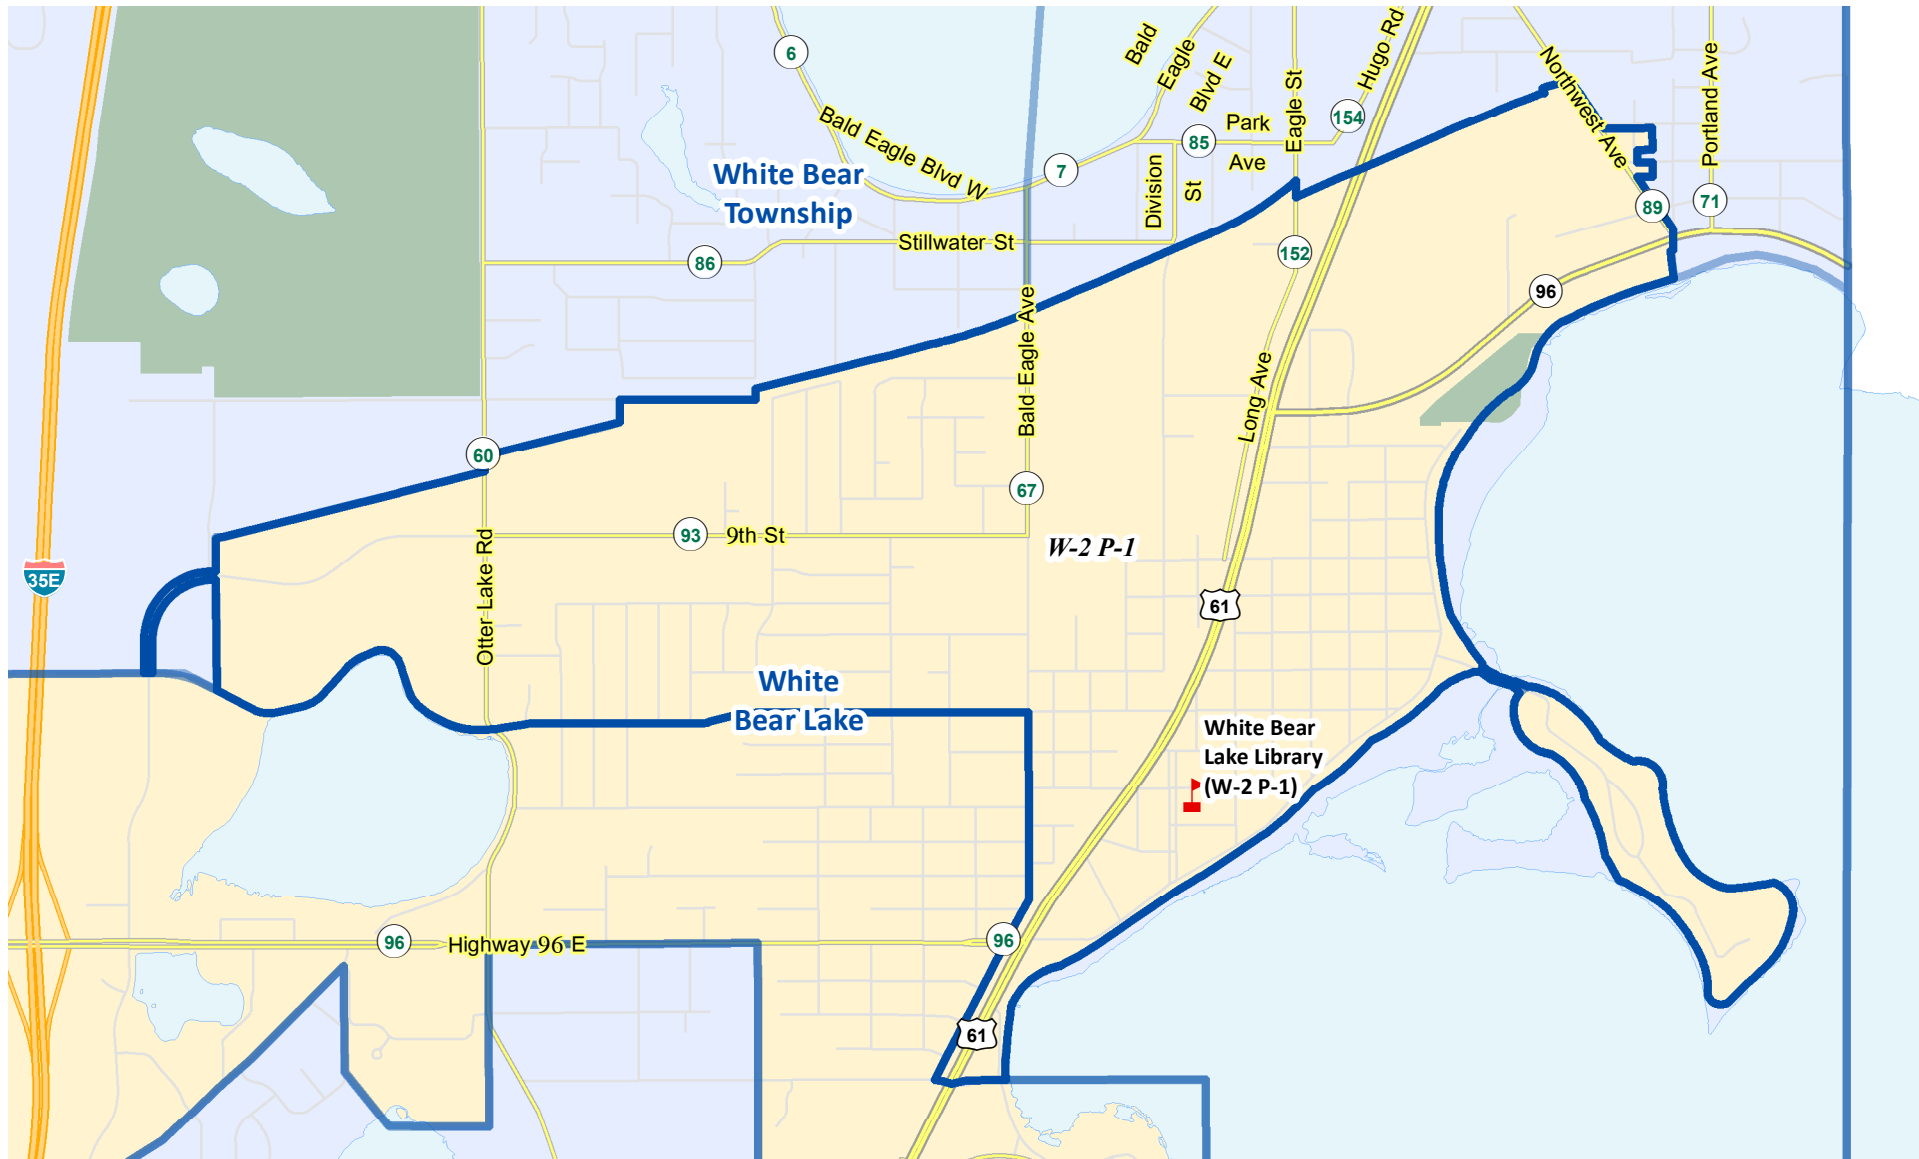 6
Bald
Eagle
Blvd E
Eagle St
Hugo Rd
Northwest Ave
Portland Ave
154
Park
Ave
85
Bald Eagle Blvd W
7
White Bear
Township
Division
St
89
71
Stillwater St
86
152
96
Bald Eagle Ave
Long Ave
60
67
93
9th St
W-2 P-1
35E
Otter Lake Rd
61
White
Bear Lake
White Bear
Lake Library
(W-2 P-1)
96
Highway 96 E
96
61